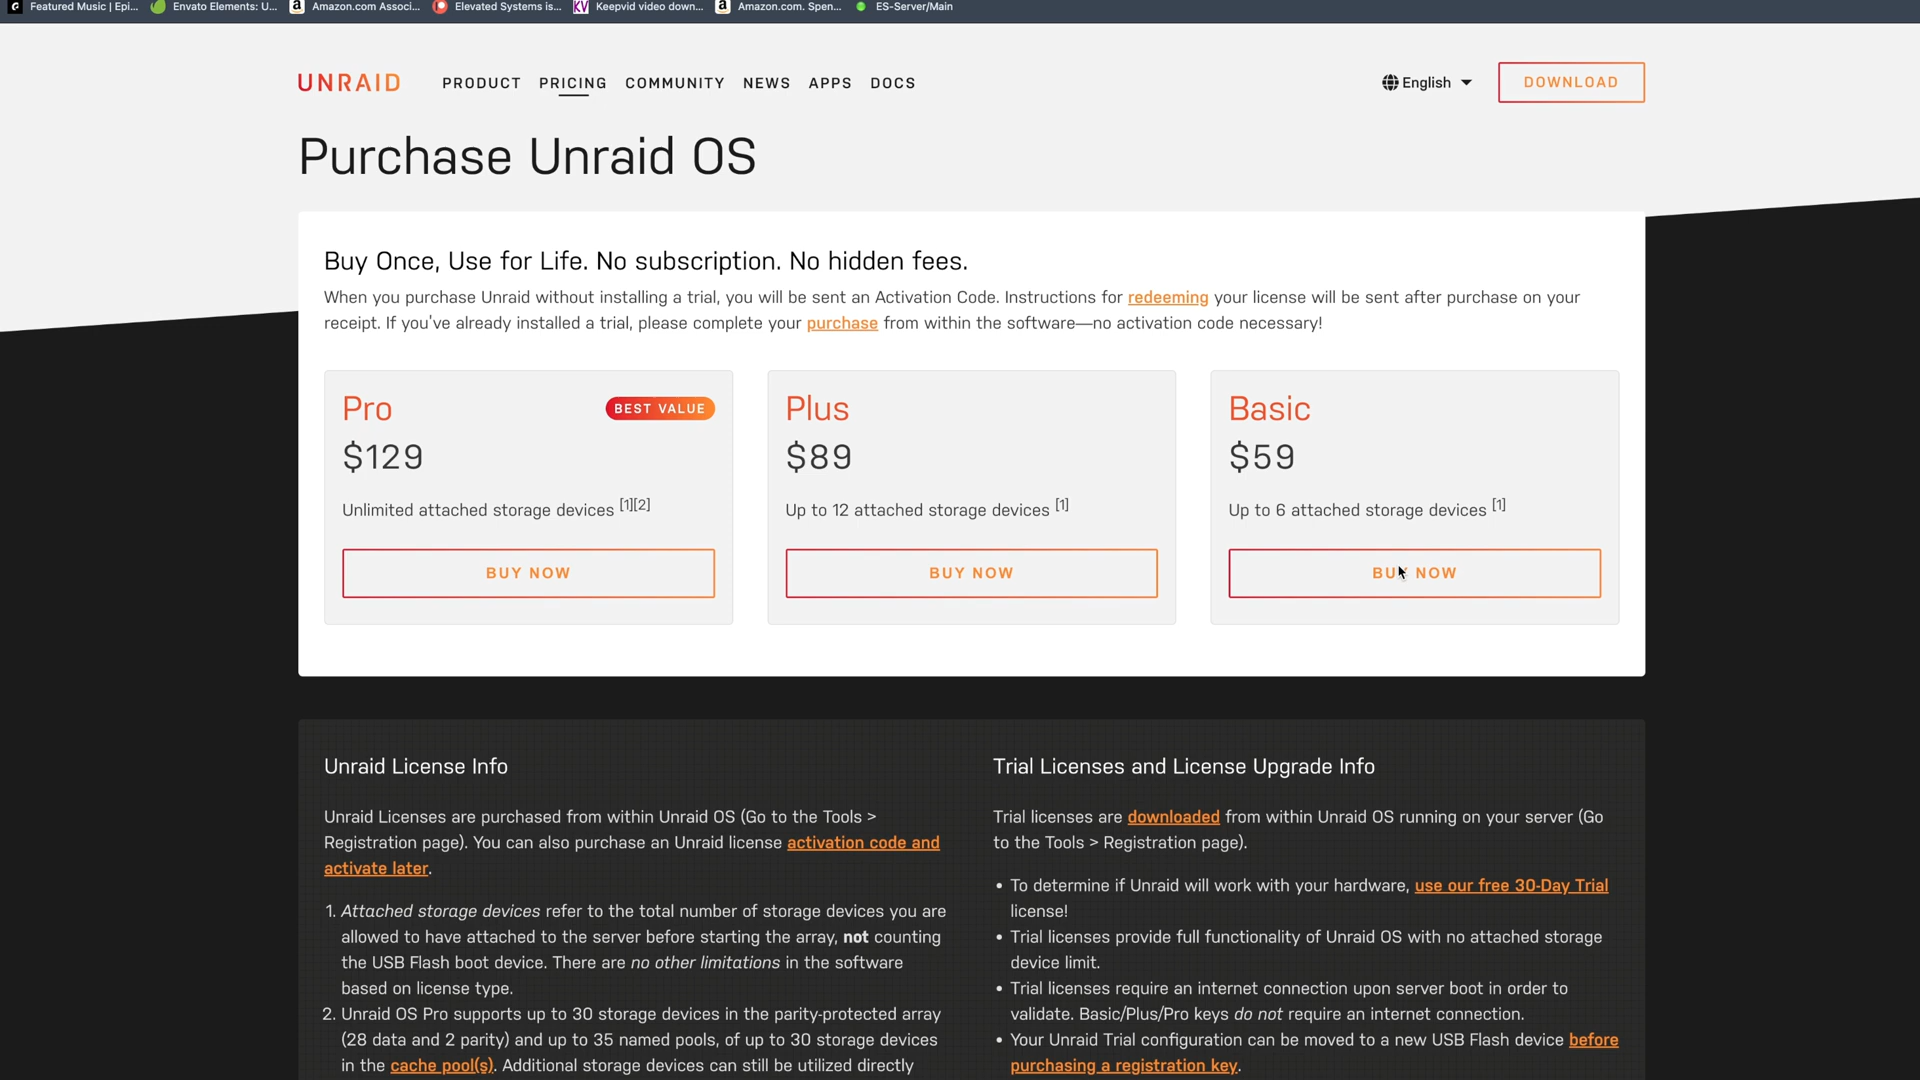 Featured Music | Epi... Envato Elements: U... Amazon.com Associ... Elevated Systems is... KV Keepvid video down... Amazon.com. Spen... ES-Server/Main
UNRAID PRODUCT PRICING COMMUNITY NEWS APPS DOCS English DOWNLOAD
Purchase Unraid OS
Buy Once, Use for Life. No subscription. No hidden fees.
When you purchase Unraid without installing a trial, you will be sent an Activation Code. Instructions for redeeming your license will be sent after purchase on your
receipt. If you've already installed a trial, please complete your purchase from within the software—no activation code necessary!
Pro BEST VALUE
$129
Unlimited attached storage devices [1][2]
BUY NOW
Plus
$89
Up to 12 attached storage devices [1]
BUY NOW
Basic
$59
Up to 6 attached storage devices [1]
BUY NOW
Unraid License Info
Unraid Licenses are purchased from within Unraid OS (Go to the Tools >
Registration page). You can also purchase an Unraid license activation code and
activate later.
1. Attached storage devices refer to the total number of storage devices you are
allowed to have attached to the server before starting the array, not counting
the USB Flash boot device. There are no other limitations in the software
based on license type.
2. Unraid OS Pro supports up to 30 storage devices in the parity-protected array
(28 data and 2 parity) and up to 35 named pools, of up to 30 storage devices
in the cache pool(s). Additional storage devices can still be utilized directly
Trial Licenses and License Upgrade Info
Trial licenses are downloaded from within Unraid OS running on your server (Go
to the Tools > Registration page).
• To determine if Unraid will work with your hardware, use our free 30-Day Trial
license!
• Trial licenses provide full functionality of Unraid OS with no attached storage
device limit.
• Trial licenses require an internet connection upon server boot in order to
validate. Basic/Plus/Pro keys do not require an internet connection.
• Your Unraid Trial configuration can be moved to a new USB Flash device before
purchasing a registration key.